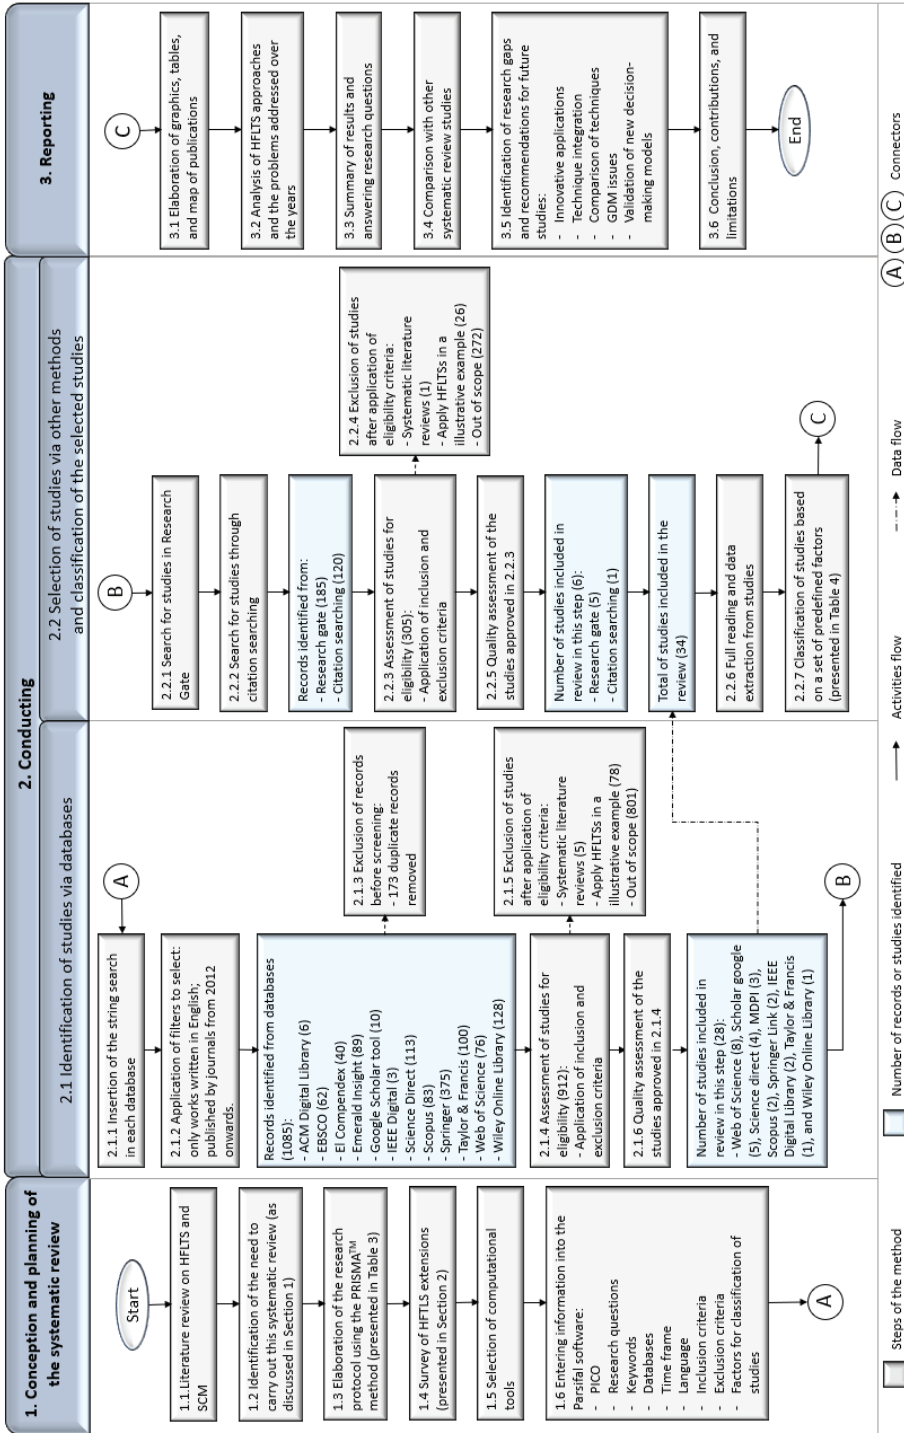 1. Conception and planning of
the systematic review
Start
1.1.Literature review on HFLTS and
SCM
1.2 Identification of the need to
carry out this systematic review (as
discussed in Section 1)
1.3 Elaboration of the research
protocol using the PRISMA™
method (presented in Table 3)
1.4 Survey of HFTLS extensions
(presented in Section 2)
1.5 Selection of computational
tools
1.6 Entering information into the
Parsifal software:
- PICO
- Research questions
- Keywords
- Databases
- Time frame
- Language
- Inclusion criteria
- Exclusion criteria
- Factors for classification of
studies
A
2. Conducting
2.1 Identification of studies via databases
A
2.1.1 Insertion of the string search
in each database
2.1.2 Application of filters to select:
only works written in English;
published by journals from 2012
onwards.
Records identified from databases
(1085):
- ACM Digital Library (6)
- EBSCO (62)
- EI Compendex (40)
- Emerald Insight (89)
- Google Scholar tool (10)
- IEEE Digital (3)
- Science Direct (113)
- Scopus (83)
- Springer (375)
- Taylor & Francis (100)
- Web of Science (76)
- Wiley Online Library (128)
2.1.3 Exclusion of records
before screening:
- 173 duplicate records
removed
2.1.4 Assessment of studies for
eligibility (912):
- Application of inclusion and
exclusion criteria
2.1.5 Exclusion of studies
after application of
eligibility criteria:
- Systematic literature
reviews (5)
- Apply HFLTSs in a
illustrative example (78)
- Out of scope (801)
2.1.6 Quality assessment of the
studies approved in 2.1.4
Number of studies included in
review in this step (28):
- Web of Science (8), Scholar google
(5), Science direct (4), MDPI (3),
Scopus (2), Springer Link (2), IEEE
Digital Library (2), Taylor & Francis
(1), and Wiley Online Library (1)
B
2.2 Selection of studies via other methods
and classification of the selected studies
B
2.2.1 Search for studies in Research
Gate
2.2.2 Search for studies through
citation searching
Records identified from:
- Research gate (185)
- Citation searching (120)
2.2.3 Assessment of studies for
eligibility (305):
- Application of inclusion and
exclusion criteria
2.2.4 Exclusion of studies
after application of
eligibility criteria:
- Systematic literature
reviews (1)
- Apply HFLTSs in a
illustrative example (26)
- Out of scope (272)
2.2.5 Quality assessment of the
studies approved in 2.2.3
Number of studies included in
review in this step (6):
- Research gate (5)
- Citation searching (1)
Total of studies included in the
review (34)
2.2.6 Full reading and data
extraction from studies
2.2.7 Classification of studies based
on a set of predefined factors
(presented in Table 4)
C
3. Reporting
C
3.1 Elaboration of graphics, tables,
and map of publications
3.2 Analysis of HFLTS approaches
and the problems addressed over
the years
3.3 Summary of results and
answering research questions
3.4 Comparison with other
systematic review studies
3.5 Identification of research gaps
and recommendations for future
studies:
- Innovative applications
- Technique integration
- Comparison of techniques
- GDM issues
- Validation of new decision-
making models
3.6 Conclusion, contributions, and
limitations
End
Steps of the method
Number of records or studies identified
Activities flow
Data flow
A B C Connectors